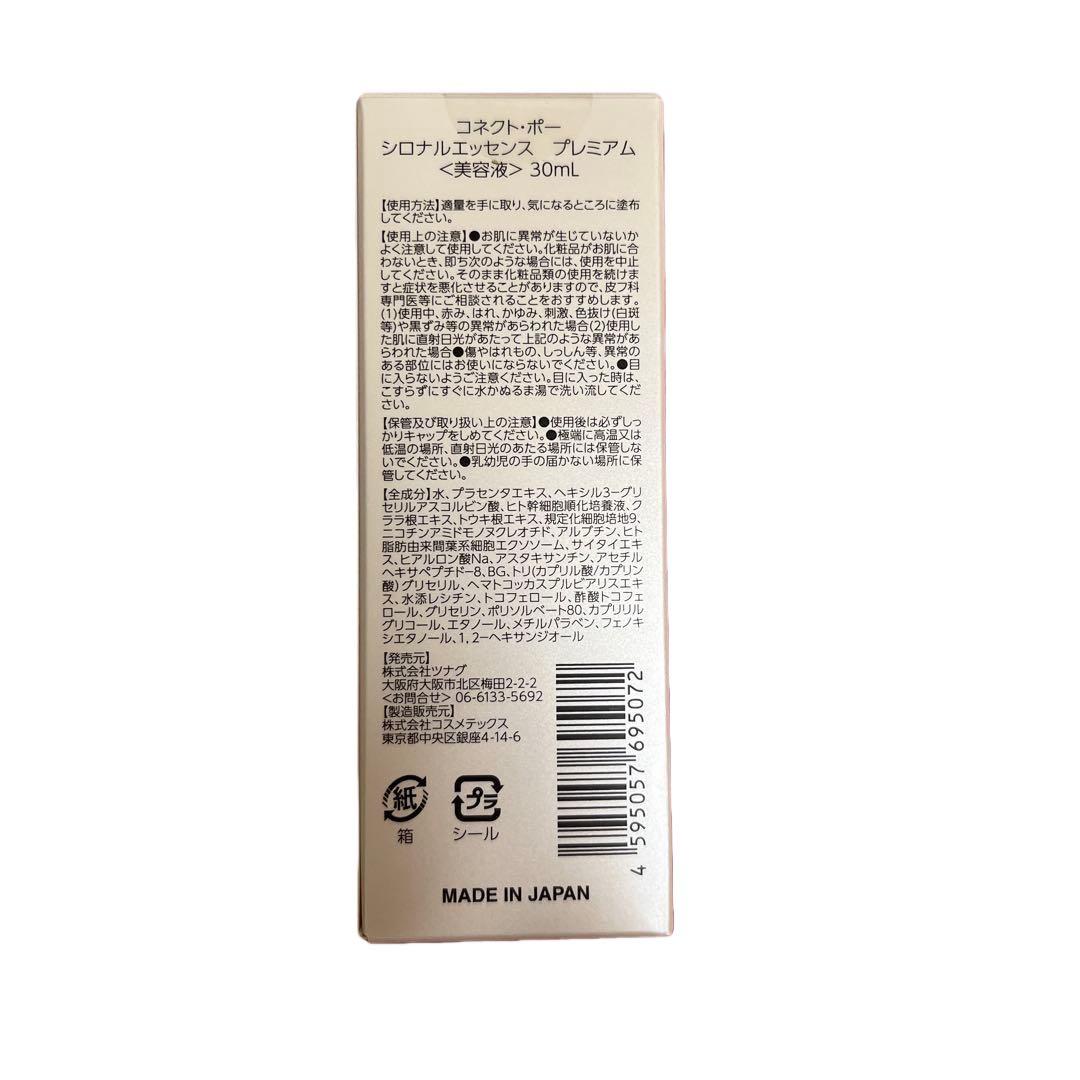 コネクト・ポー
シロナルエッセンス　プレミアム
＜美容液＞ 30mL
【使用方法】適量を手に取り、気になるところに塗布
してください。
【使用上の注意】●お肌に異常が生じていないか
よく注意して使用してください。化粧品がお肌に合
わないとき、即ち次のような場合には、使用を中止
してください。そのまま化粧品類の使用を続けま
すと症状を悪化させることがありますので、皮フ科
専門医等にご相談されることをおすすめします。
(1)使用中、赤み、はれ、かゆみ、刺激、色抜け(白斑
等)や黒ずみ等の異常があらわれた場合(2)使用し
た肌に直射日光があたって上記のような異常があ
らわれた場合●傷やはれもの、しっしん等、異常の
ある部位にはお使いにならないでください。●目
に入らないようご注意ください。目に入った時は、
こすらずにすぐに水かぬるま湯で洗い流してくだ
さい。
【保管及び取り扱い上の注意】●使用後は必ずしっ
かりキャップをしめてください。●極端に高温又は
低温の場所、直射日光のあたる場所には保管しな
いでください。●乳幼児の手の届かない場所に保
管してください。
【全成分】水、プラセンタエキス、ヘキシル3-グリ
セリルアスコルビン酸、ヒト幹細胞順化培養液、ク
ララ根エキス、トウキ根エキス、規定化細胞培地9、
ニコチンアミドモノヌクレオチド、アルブチン、ヒト
脂肪由来間葉系細胞エクソソーム、サイタイエキ
ス、ヒアルロン酸Na、アスタキサンチン、アセチル
ヘキサペプチド-8、BG、トリ(カプリル酸/カプリン
酸)グリセリル、ヘマトコッカスプルビアリスエキ
ス、水添レシチン、トコフェロール、酢酸トコフェ
ロール、グリセリン、ポリソルベート80、カプリリル
グリコール、エタノール、メチルパラベン、フェノキ
シエタノール、1,2-ヘキサンジオール
【発売元】
株式会社ツナグ
大阪府大阪市北区梅田2-2-2
＜お問合せ＞ 06-6133-5692
【製造販売元】
株式会社コスメテックス
東京都中央区銀座4-14-6
紙
箱
プラ
シール
4 595057 695072
MADE IN JAPAN